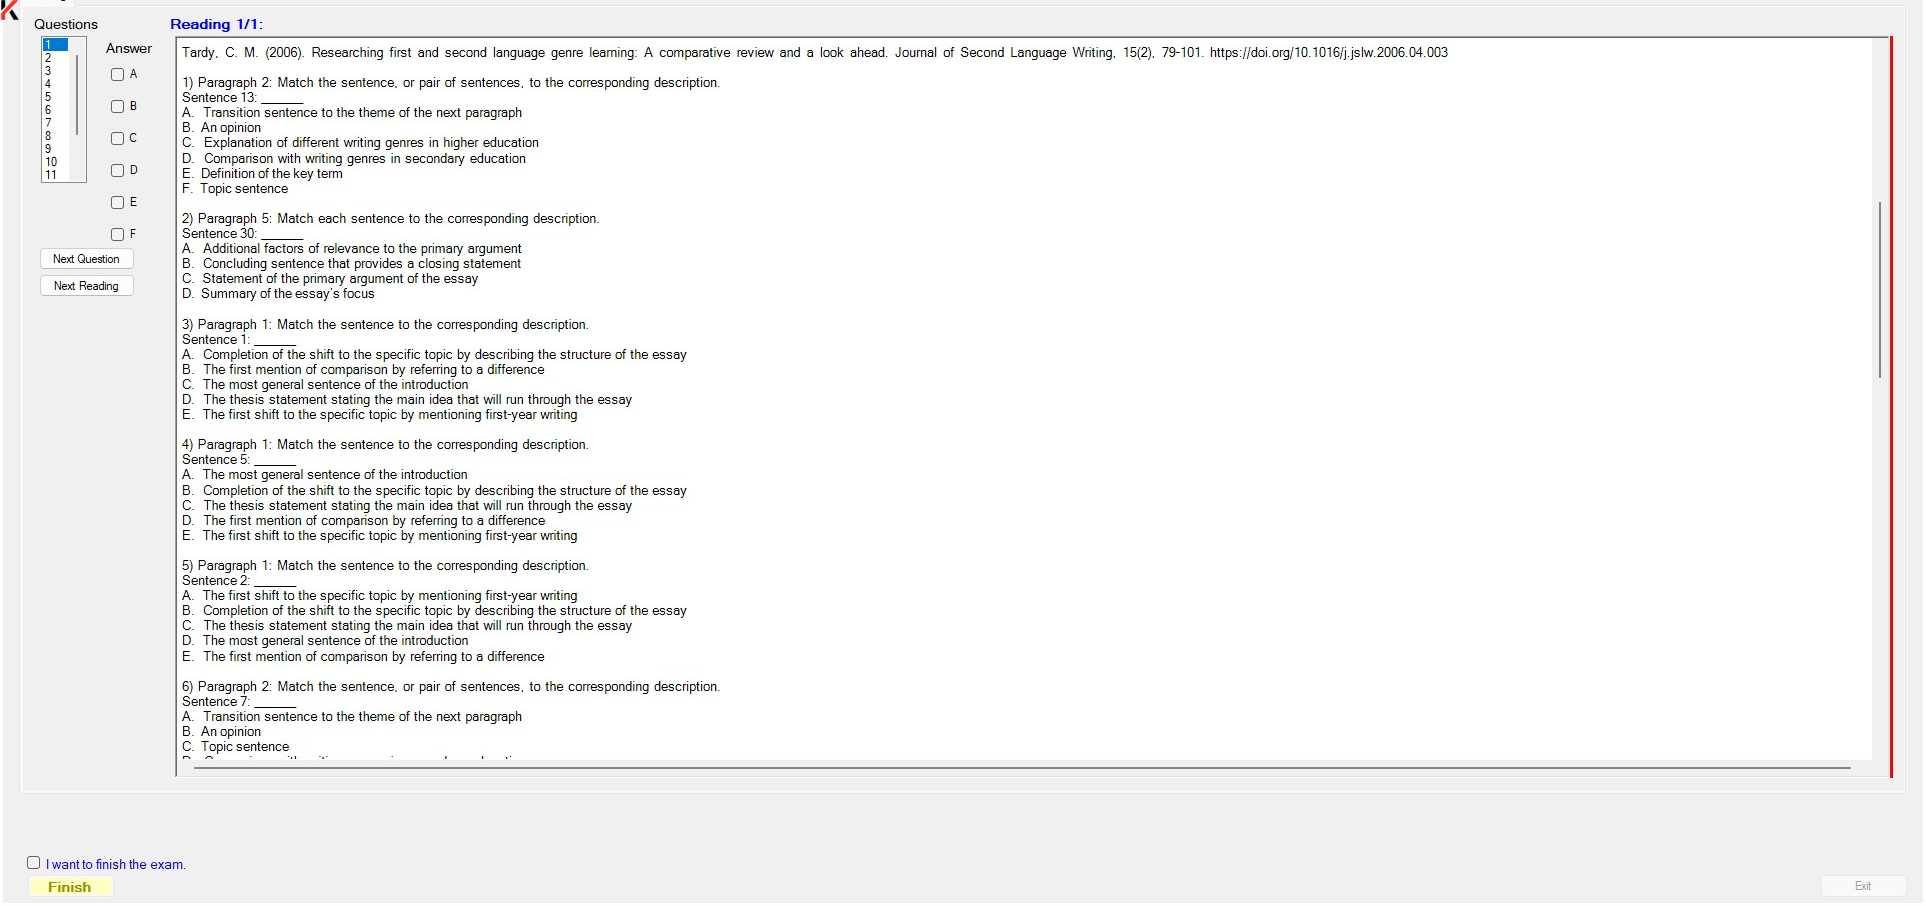 Questions
Reading 1/1:
1
2
3
4
5
6
7
8
9
10
11
Answer
A
B
C
D
E
F
Next Question
Next Reading
Tardy, C. M. (2006). Researching first and second language genre learning: A comparative review and a look ahead. Journal of Second Language Writing, 15(2), 79-101. https://doi.org/10.1016/j.jslw.2006.04.003
1) Paragraph 2: Match the sentence, or pair of sentences, to the corresponding description.
Sentence 13: ______
A. Transition sentence to the theme of the next paragraph
B. An opinion
C. Explanation of different writing genres in higher education
D. Comparison with writing genres in secondary education
E. Definition of the key term
F. Topic sentence
2) Paragraph 5: Match each sentence to the corresponding description.
Sentence 30: ______
A. Additional factors of relevance to the primary argument
B. Concluding sentence that provides a closing statement
C. Statement of the primary argument of the essay
D. Summary of the essay's focus
3) Paragraph 1: Match the sentence to the corresponding description.
Sentence 1: ______
A. Completion of the shift to the specific topic by describing the structure of the essay
B. The first mention of comparison by referring to a difference
C. The most general sentence of the introduction
D. The thesis statement stating the main idea that will run through the essay
E. The first shift to the specific topic by mentioning first-year writing
4) Paragraph 1: Match the sentence to the corresponding description.
Sentence 5: ______
A. The most general sentence of the introduction
B. Completion of the shift to the specific topic by describing the structure of the essay
C. The thesis statement stating the main idea that will run through the essay
D. The first mention of comparison by referring to a difference
E. The first shift to the specific topic by mentioning first-year writing
5) Paragraph 1: Match the sentence to the corresponding description.
Sentence 2: ______
A. The first shift to the specific topic by mentioning first-year writing
B. Completion of the shift to the specific topic by describing the structure of the essay
C. The thesis statement stating the main idea that will run through the essay
D. The most general sentence of the introduction
E. The first mention of comparison by referring to a difference
6) Paragraph 2: Match the sentence, or pair of sentences, to the corresponding description.
Sentence 7: ______
A. Transition sentence to the theme of the next paragraph
B. An opinion
C. Topic sentence
I want to finish the exam.
Finish
Exit